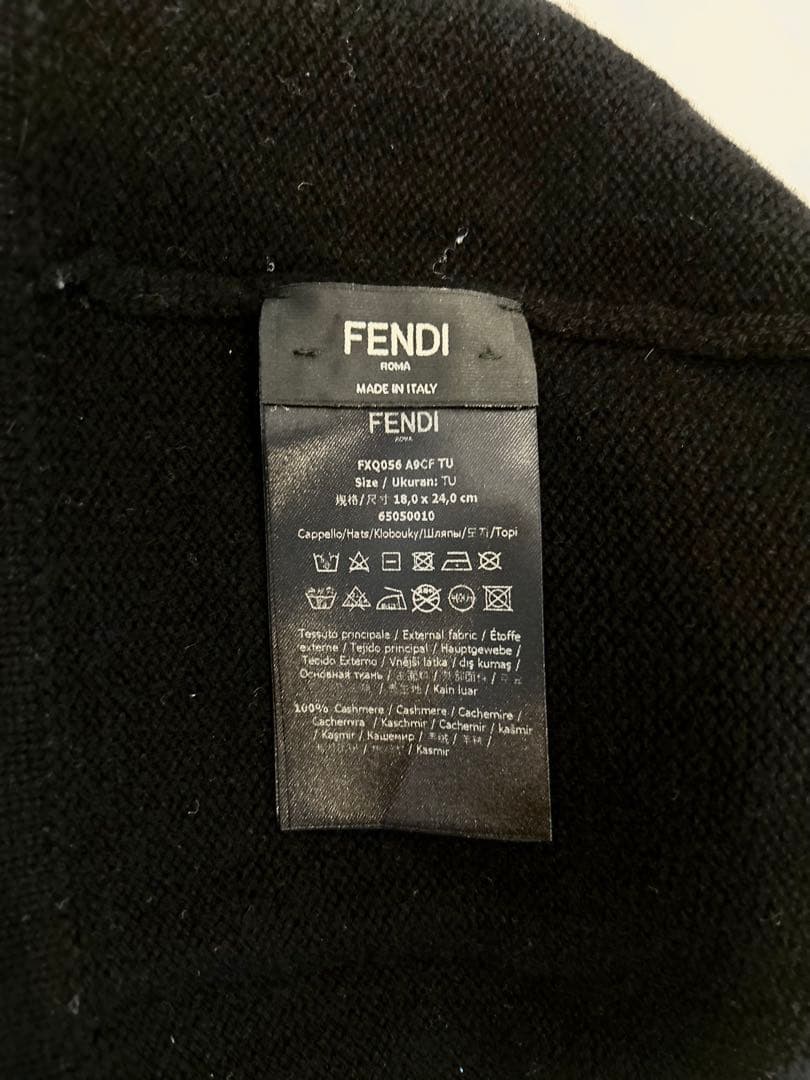 FENDI
ROMA
MADE IN ITALY
FENDI
ROMA
FXQ056 A9CF TU
Size / Ukuran: TU
规格/尺寸 18,0 x 24,0 cm
65050010
Cappello/Hats/Klobouky/Шляпы/모자/Topi
Tessuto principale / External fabric / Étoffe
externe / Tejido principal / Hauptgewebe /
Tecido Externo / Vnější látka / dış kumaş /
Основная ткань / / /
/ / Kain luar
100% Cashmere / Cashmere / Cachemire /
Cachemira / Kaschmir / Cachemir / kašmír
/ Kaşmir / Кашемир / / /
/ / Kasmir